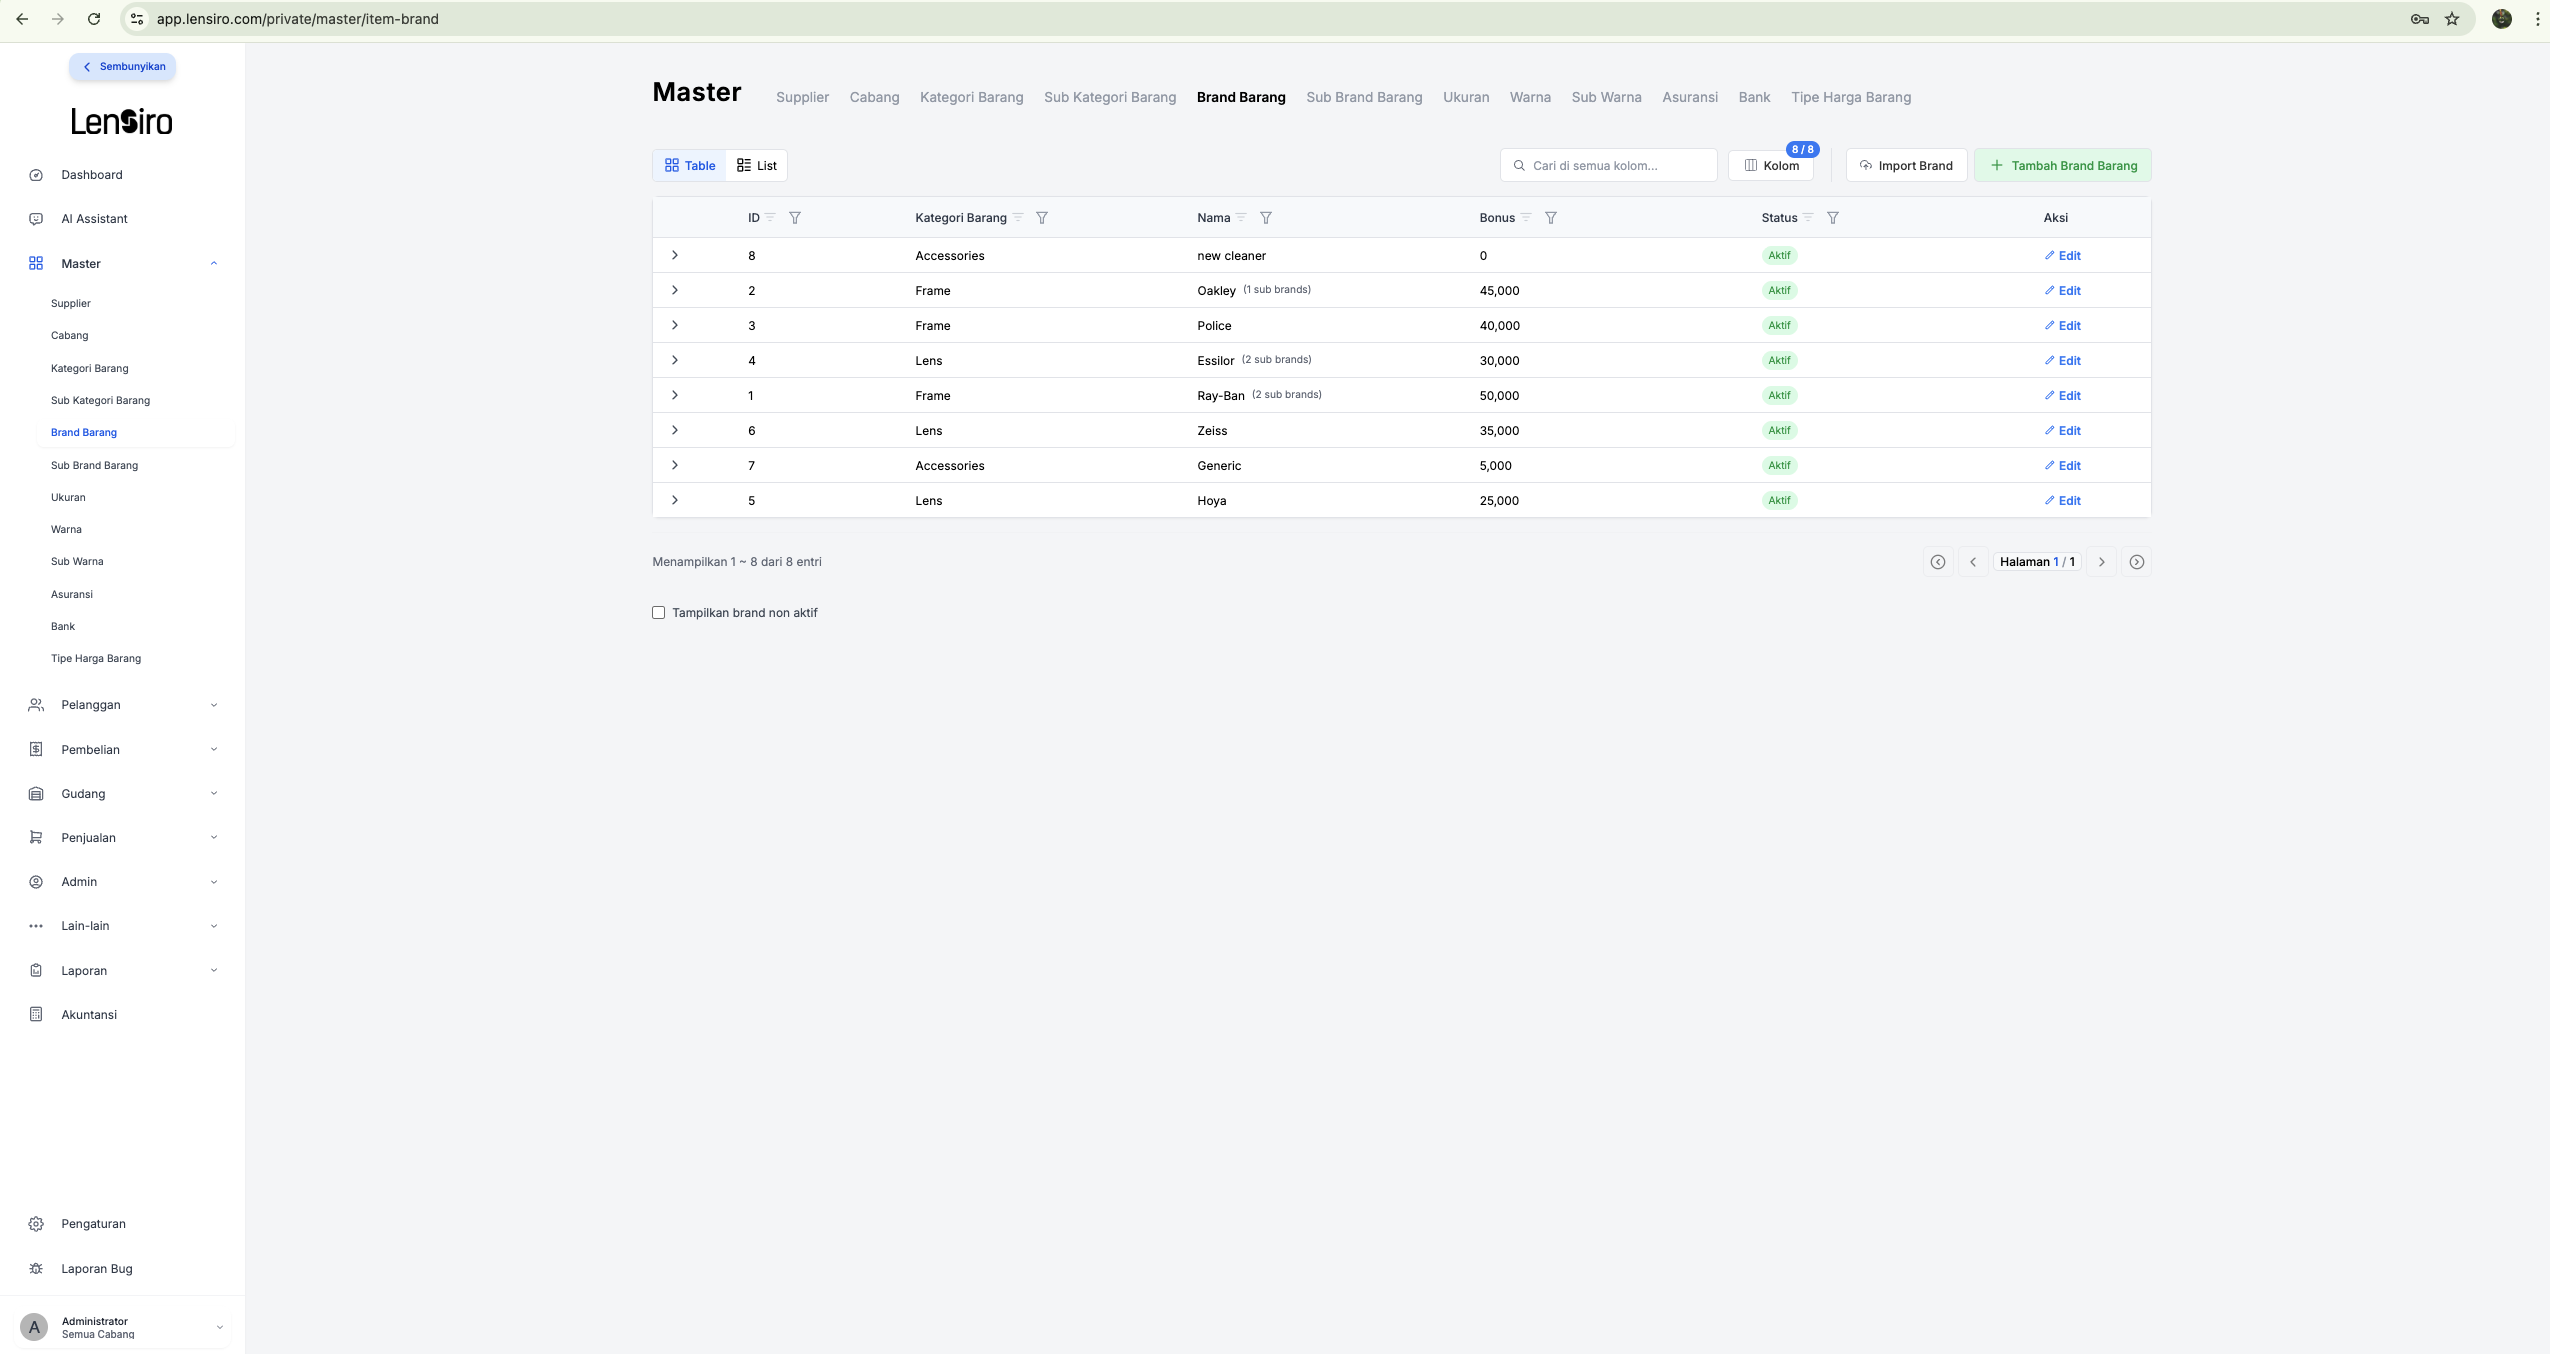 app.lensiro.com/private/master/item-brand
Sembunyikan
LenSiro
Dashboard
AI Assistant
Master
Supplier
Cabang
Kategori Barang
Sub Kategori Barang
Brand Barang
Sub Brand Barang
Ukuran
Warna
Sub Warna
Asuransi
Bank
Tipe Harga Barang
Pelanggan
Pembelian
Gudang
Penjualan
Admin
Lain-lain
Laporan
Akuntansi
Pengaturan
Laporan Bug
A
Administrator
Semua Cabang
Master Supplier Cabang Kategori Barang Sub Kategori Barang Brand Barang Sub Brand Barang Ukuran Warna Sub Warna Asuransi Bank Tipe Harga Barang
Table List Cari di semua kolom... Kolom 8 / 8 Import Brand Tambah Brand Barang
ID Kategori Barang Nama Bonus Status Aksi
8 Accessories new cleaner 0 Aktif Edit
2 Frame Oakley (1 sub brands) 45,000 Aktif Edit
3 Frame Police 40,000 Aktif Edit
4 Lens Essilor (2 sub brands) 30,000 Aktif Edit
1 Frame Ray-Ban (2 sub brands) 50,000 Aktif Edit
6 Lens Zeiss 35,000 Aktif Edit
7 Accessories Generic 5,000 Aktif Edit
5 Lens Hoya 25,000 Aktif Edit
Menampilkan 1 ~ 8 dari 8 entri Halaman 1 / 1
Tampilkan brand non aktif